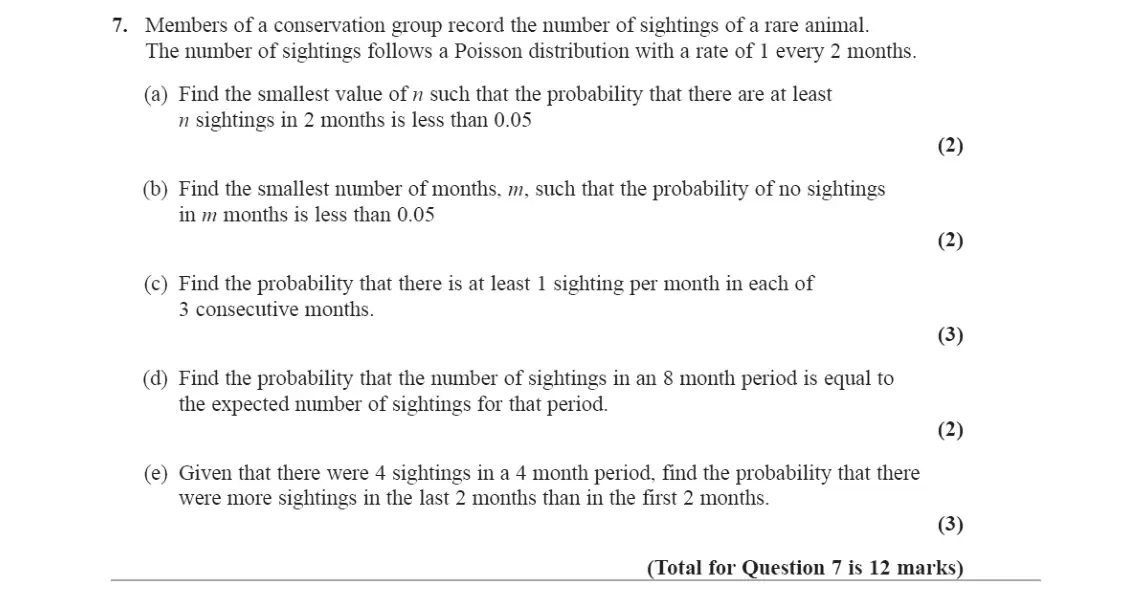 7. Members of a conservation group record the number of sightings of a rare animal.
The number of sightings follows a Poisson distribution with a rate of 1 every 2 months.
(a) Find the smallest value of n such that the probability that there are at least
n sightings in 2 months is less than 0.05
(2)
(b) Find the smallest number of months, m, such that the probability of no sightings
in m months is less than 0.05
(2)
(c) Find the probability that there is at least 1 sighting per month in each of
3 consecutive months.
(3)
(d) Find the probability that the number of sightings in an 8 month period is equal to
the expected number of sightings for that period.
(2)
(e) Given that there were 4 sightings in a 4 month period, find the probability that there
were more sightings in the last 2 months than in the first 2 months.
(3)
(Total for Question 7 is 12 marks)